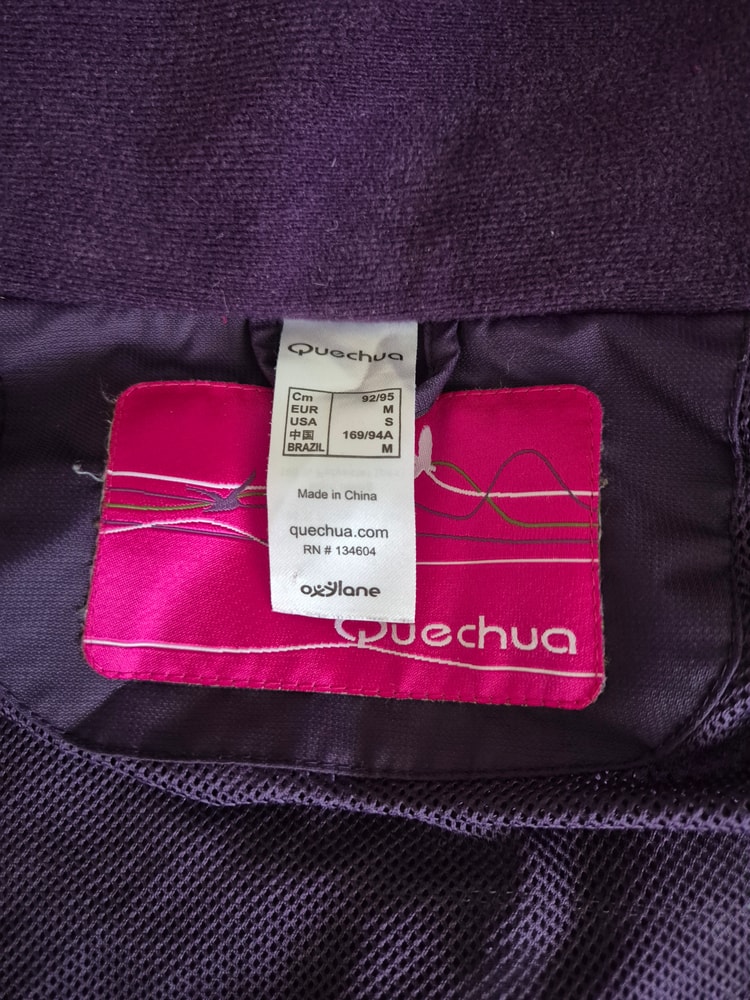 Quechua
Cm 92/95
EUR M
USA S
中国 169/94A
BRAZIL M
Made in China
quechua.com
RN # 134604
oxylane
Quechua